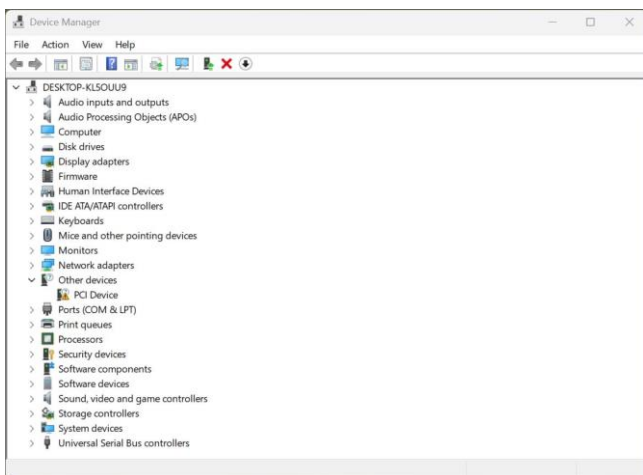 Device Manager
File Action View Help
DESKTOP-KL5OUU9
Audio inputs and outputs
Audio Processing Objects (APOs)
Computer
Disk drives
Display adapters
Firmware
Human Interface Devices
IDE ATA/ATAPI controllers
Keyboards
Mice and other pointing devices
Monitors
Network adapters
Other devices
PCI Device
Ports (COM & LPT)
Print queues
Processors
Security devices
Software components
Software devices
Sound, video and game controllers
Storage controllers
System devices
Universal Serial Bus controllers